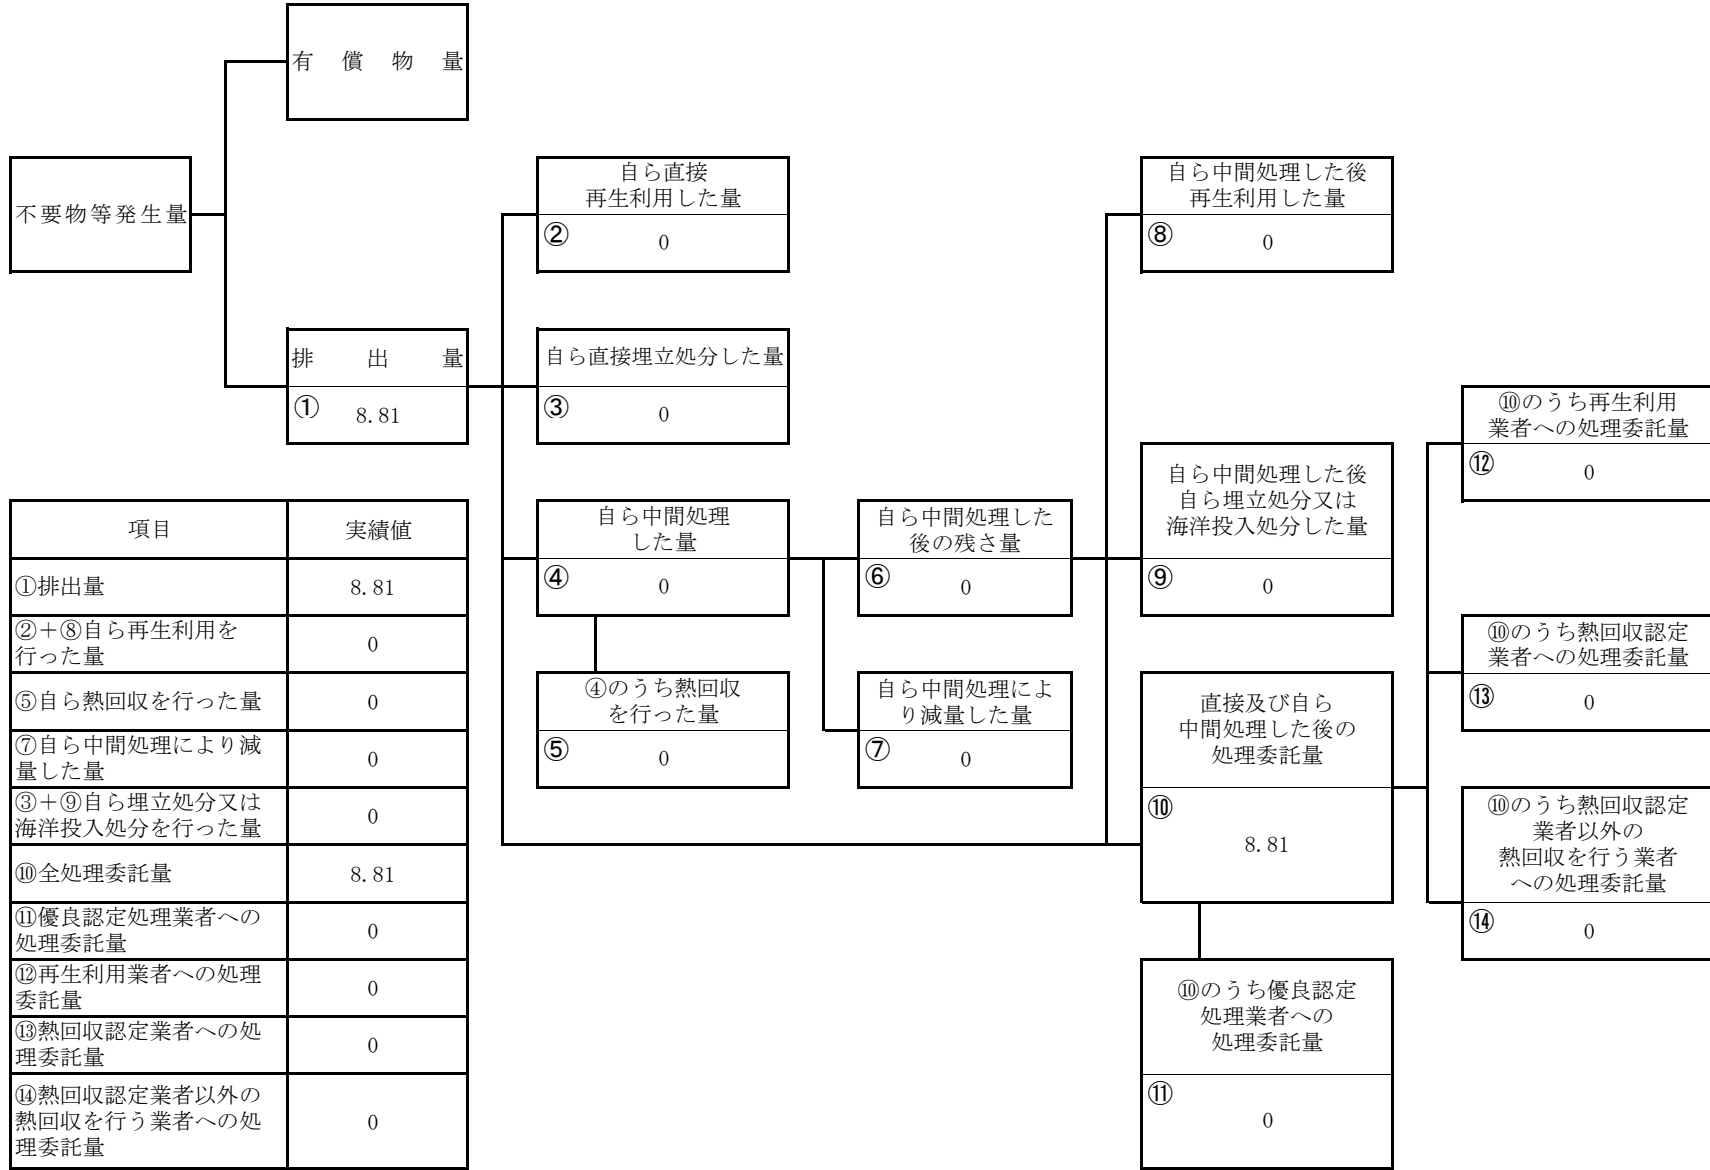 有償物量
不要物等発生量
自ら直接
再生利用した量
②
0
自ら中間処理した後
再生利用した量
⑧
0
排出量
①
8.81
自ら直接埋立処分した量
③
0
自ら中間処理
した量
④
0
自ら中間処理した
後の残さ量
⑥
0
自ら中間処理した後
自ら埋立処分又は
海洋投入処分した量
⑨
0
⑩のうち再生利用
業者への処理委託量
⑫
0
④のうち熱回収
を行った量
⑤
0
自ら中間処理によ
り減量した量
⑦
0
直接及び自ら
中間処理した後の
処理委託量
⑩
8.81
⑩のうち熱回収認定
業者への処理委託量
⑬
0
⑩のうち熱回収認定
業者以外の
熱回収を行う業者
への処理委託量
⑭
0
⑩のうち優良認定
処理業者への
処理委託量
⑪
0
項目 実績値
①排出量 8.81
②＋⑧自ら再生利用を
行った量
0
⑤自ら熱回収を行った量 0
⑦自ら中間処理により減
量した量
0
③＋⑨自ら埋立処分又は
海洋投入処分を行った量
0
⑩全処理委託量 8.81
⑪優良認定処理業者への
処理委託量
0
⑫再生利用業者への処理
委託量
0
⑬熱回収認定業者への処
理委託量
0
⑭熱回収認定業者以外の
熱回収を行う業者への処
理委託量
0